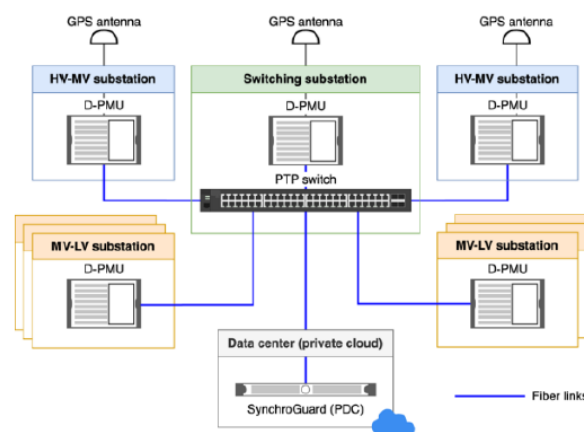 GPS antenna
GPS antenna
GPS antenna
HV-MV substation
Switching substation
HV-MV substation
D-PMU
D-PMU
D-PMU
PTP switch
MV-LV substation
MV-LV substation
D-PMU
D-PMU
Data center (private cloud)
SynchroGuard (PDC)
Fiber links